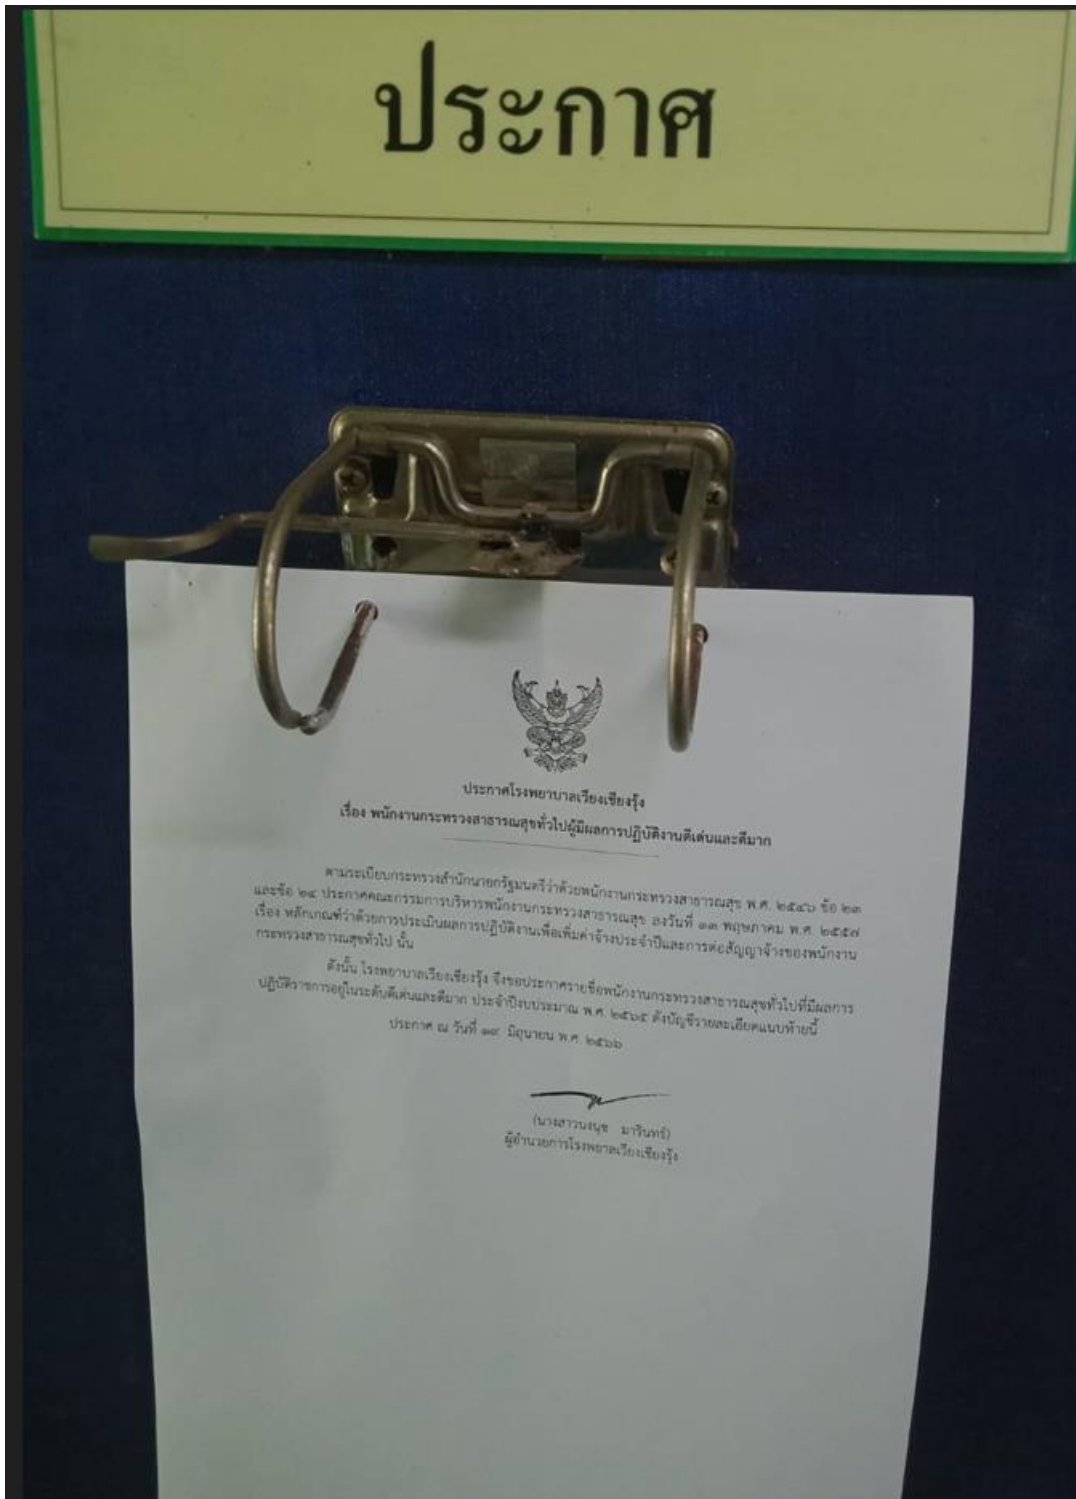 ประกาศ
ประกาศโรงพยาบาลเวียงเชียงรุ้ง
เรื่อง พนักงานกระทรวงสาธารณสุขทั่วไปผู้มีผลการปฏิบัติงานดีเด่นและดีมาก
ตามระเบียบกระทรวงสำนักนายกรัฐมนตรีว่าด้วยพนักงานกระทรวงสาธารณสุข พ.ศ. ๒๕๔๖ ข้อ ๒๓
และข้อ ๒๔ ประกาศคณะกรรมการบริหารพนักงานกระทรวงสาธารณสุข ลงวันที่ ๑๓ พฤษภาคม พ.ศ. ๒๕๕๗
เรื่อง หลักเกณฑ์ว่าด้วยการประเมินผลการปฏิบัติงานเพื่อเพิ่มค่าจ้างประจำปีและการต่อสัญญาจ้างของพนักงาน
กระทรวงสาธารณสุขทั่วไป นั้น
ดังนั้น โรงพยาบาลเวียงเชียงรุ้ง จึงขอประกาศรายชื่อพนักงานกระทรวงสาธารณสุขทั่วไปที่มีผลการ
ปฏิบัติราชการอยู่ในระดับดีเด่นและดีมาก ประจำปีงบประมาณ พ.ศ. ๒๕๖๕ ดังบัญชีรายละเอียดแนบท้ายนี้
ประกาศ ณ วันที่ ๑๙ มิถุนายน พ.ศ. ๒๕๖๖
(นางสาวนงนุช มารินทร์)
ผู้อำนวยการโรงพยาบาลเวียงเชียงรุ้ง